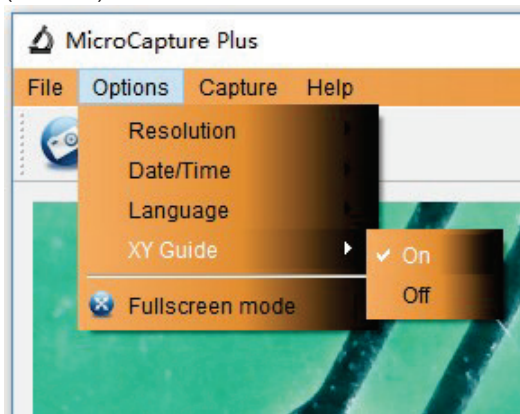 MicroCapture Plus
File Options Capture Help
Resolution
Date/Time
Language
XY Guide
On
Off
Fullscreen mode